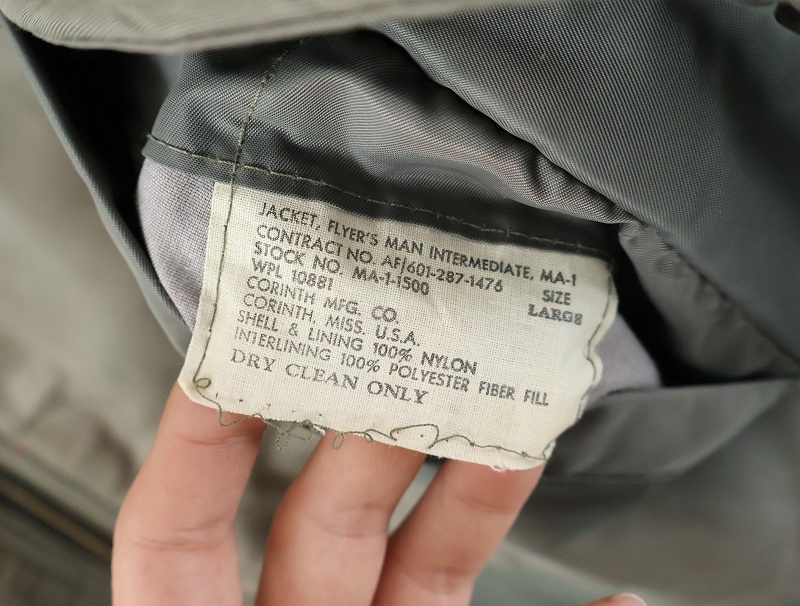 JACKET, FLYER'S MAN INTERMEDIATE, MA-1
CONTRACT NO. AF|601-287-1476
STOCK NO. MA-1-1500
SIZE
WPL 10881
LARGE
CORINTH MFG. CO.
CORINTH, MISS. U.S.A.
SHELL & LINING 100% NYLON
INTERLINING 100% POLYESTER FIBER FILL
DRY CLEAN ONLY